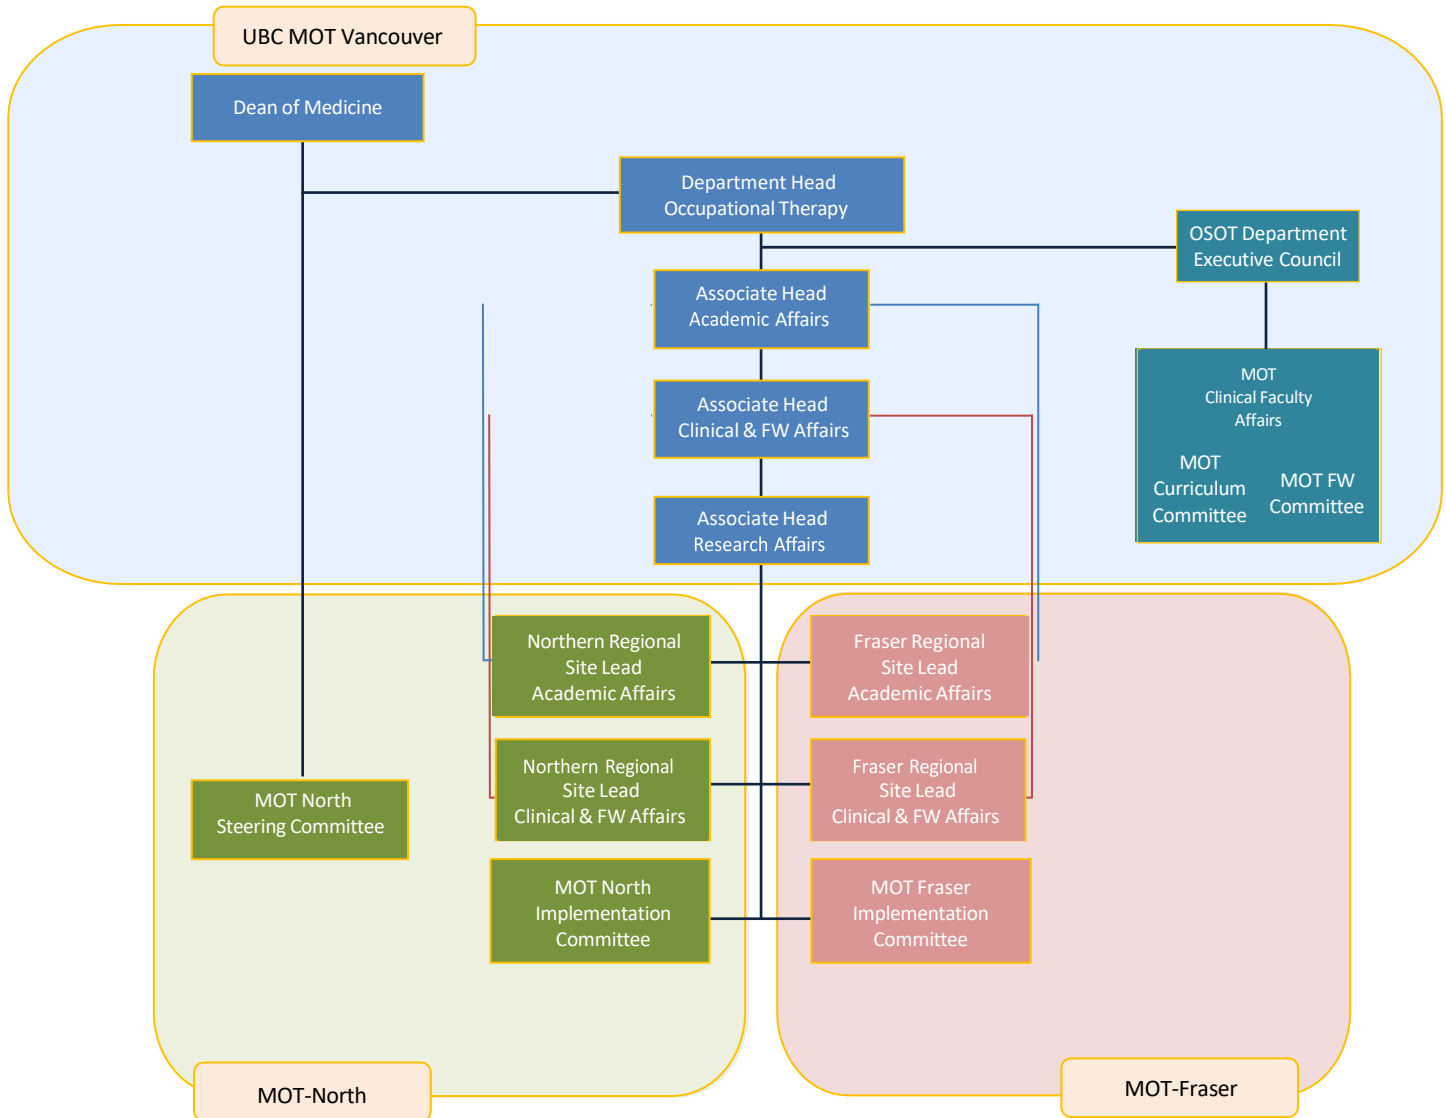 UBC MOT Vancouver
Dean of Medicine
Department Head
Occupational Therapy
OSOT Department
Executive Council
Associate Head
Academic Affairs
Associate Head
Clinical & FW Affairs
MOT
Clinical Faculty
Affairs
MOT
Curriculum
Committee
MOT FW
Committee
Associate Head
Research Affairs
Northern Regional
Site Lead
Academic Affairs
Fraser Regional
Site Lead
Academic Affairs
Northern Regional
Site Lead
Clinical & FW Affairs
Fraser Regional
Site Lead
Clinical & FW Affairs
MOT North
Steering Committee
MOT North
Implementation
Committee
MOT Fraser
Implementation
Committee
MOT-North
MOT-Fraser